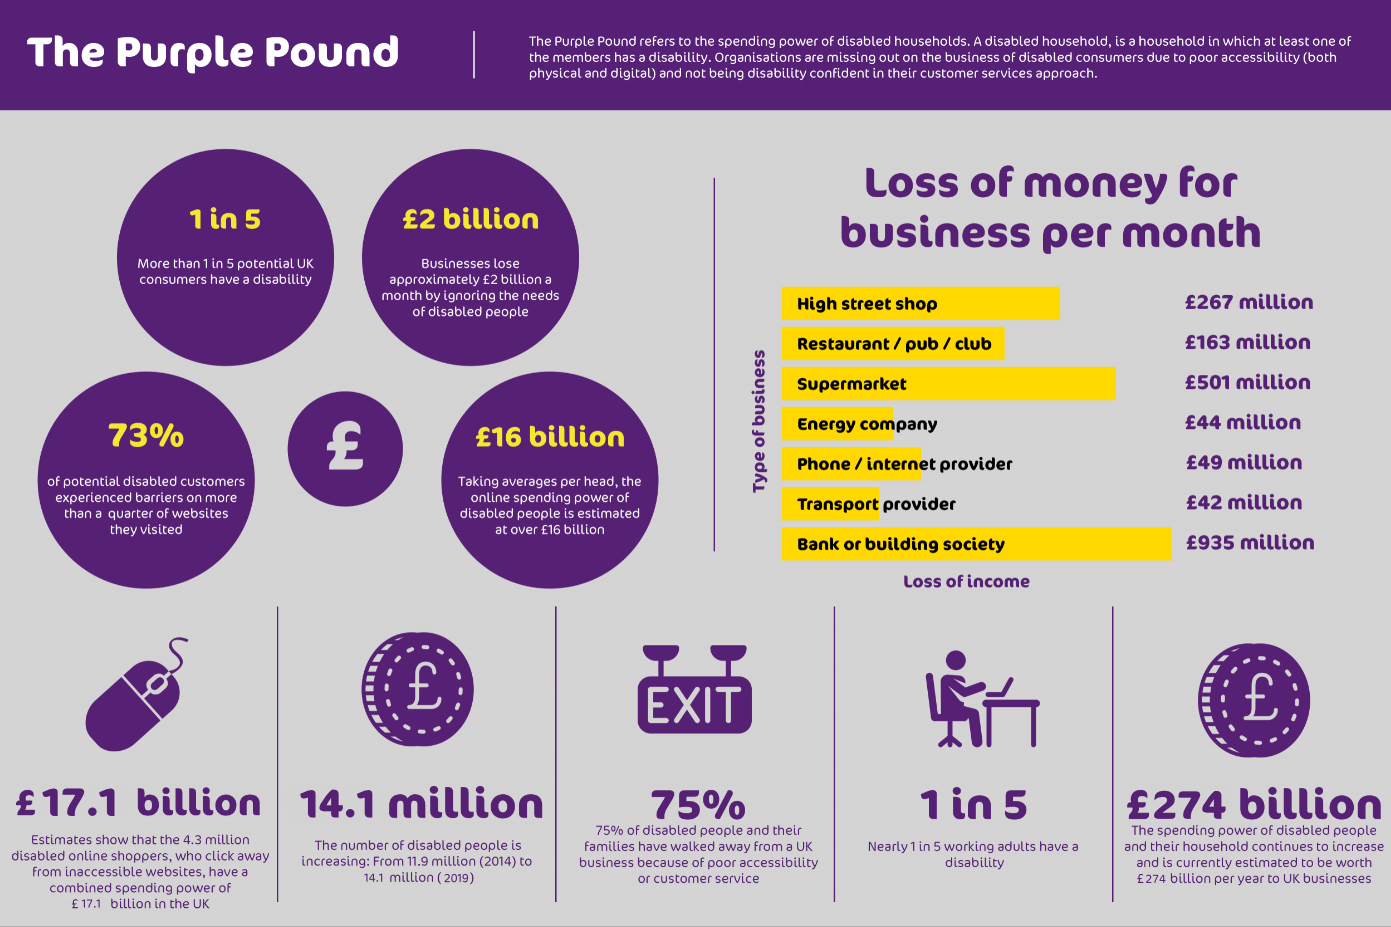 The Purple Pound
The Purple Pound refers to the spending power of disabled households. A disabled household, is a household in which at least one of
the members has a disability. Organisations are missing out on the business of disabled consumers due to poor accessibility (both
physical and digital) and not being disability confident in their customer services approach.
1 in 5
More than 1 in 5 potential UK
consumers have a disability
£2 billion
Businesses lose
approximately £2 billion a
month by ignoring the needs
of disabled people
73%
of potential disabled customers
experienced barriers on more
than a quarter of websites
they visited
£
£16 billion
Taking averages per head, the
online spending power of
disabled people is estimated
at over £16 billion
Loss of money for
business per month
Type of business
High street shop £267 million
Restaurant / pub / club £163 million
Supermarket £501 million
Energy company £44 million
Phone / internet provider £49 million
Transport provider £42 million
Bank or building society £935 million
Loss of income
£17.1 billion
Estimates show that the 4.3 million
disabled online shoppers, who click away
from inaccessible websites, have a
combined spending power of
£ 17.1 billion in the UK
£
14.1 million
The number of disabled people is
increasing: From 11.9 million (2014) to
14.1 million ( 2019)
EXIT
75%
75% of disabled people and their
families have walked away from a UK
business because of poor accessibility
or customer service
1 in 5
Nearly 1 in 5 working adults have a
disability
£
£274 billion
The spending power of disabled people
and their household continues to increase
and is currently estimated to be worth
£274 billion per year to UK businesses